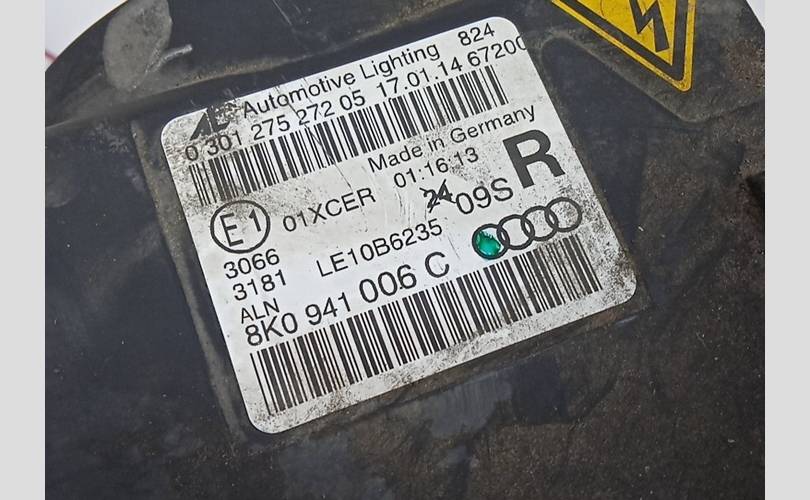 AL Automotive Lighting 824
0 301 275 272 05 17.01.14 67200
Made in Germany
01:16:13
R
E1 01XCER
24 09S
3066
3181 LE10B6235
ALN
8K0 941 006 C